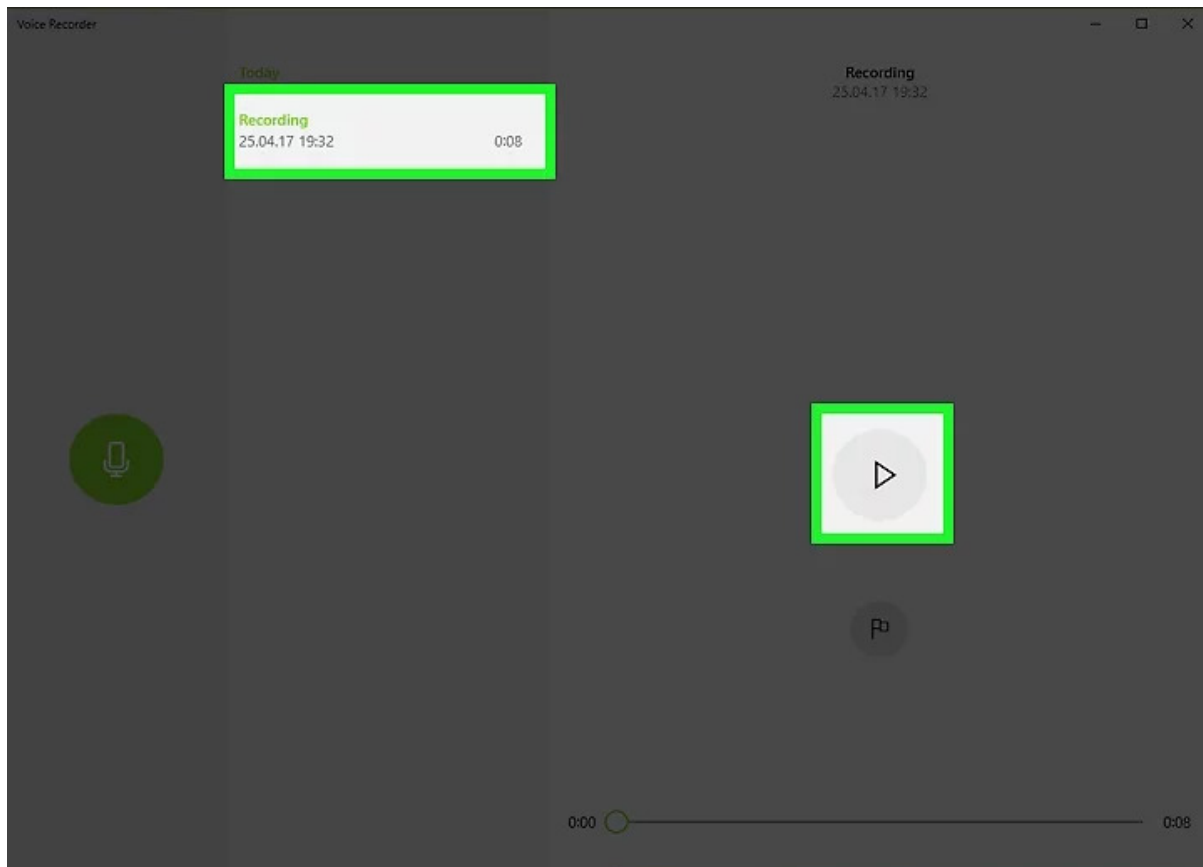 Voice Recorder
Today
Recording
25.04.17 19:32 0:08
Recording
25.04.17 19:32
0:00 0:08